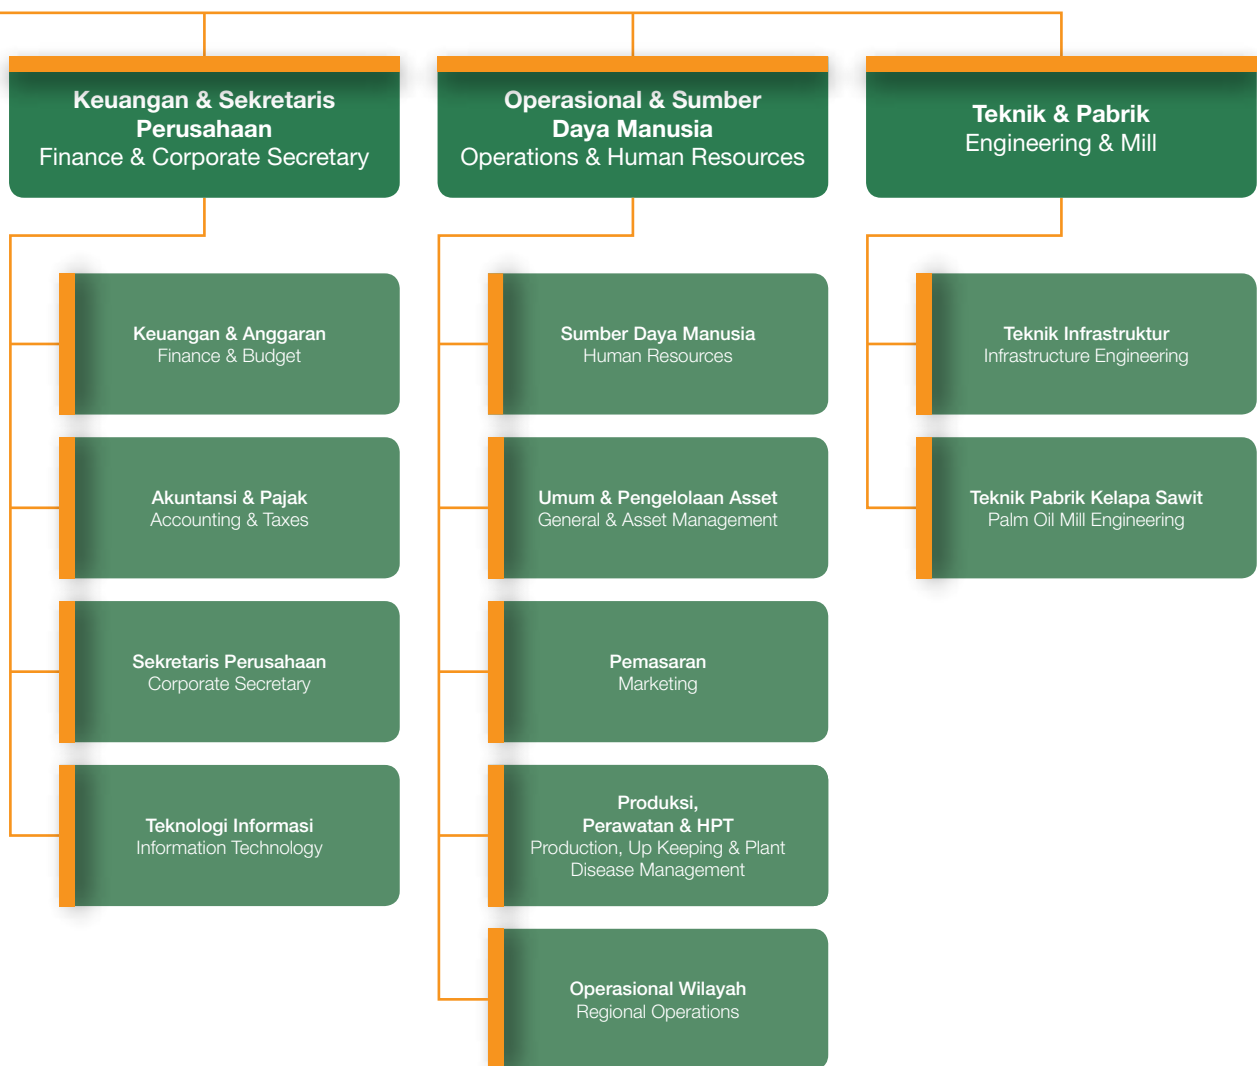 Keuangan & Sekretaris
Perusahaan
Finance & Corporate Secretary
Operasional & Sumber
Daya Manusia
Operations & Human Resources
Teknik & Pabrik
Engineering & Mill
Keuangan & Anggaran
Finance & Budget
Akuntansi & Pajak
Accounting & Taxes
Sekretaris Perusahaan
Corporate Secretary
Teknologi Informasi
Information Technology
Sumber Daya Manusia
Human Resources
Umum & Pengelolaan Asset
General & Asset Management
Pemasaran
Marketing
Produksi,
Perawatan & HPT
Production, Up Keeping & Plant
Disease Management
Operasional Wilayah
Regional Operations
Teknik Infrastruktur
Infrastructure Engineering
Teknik Pabrik Kelapa Sawit
Palm Oil Mill Engineering